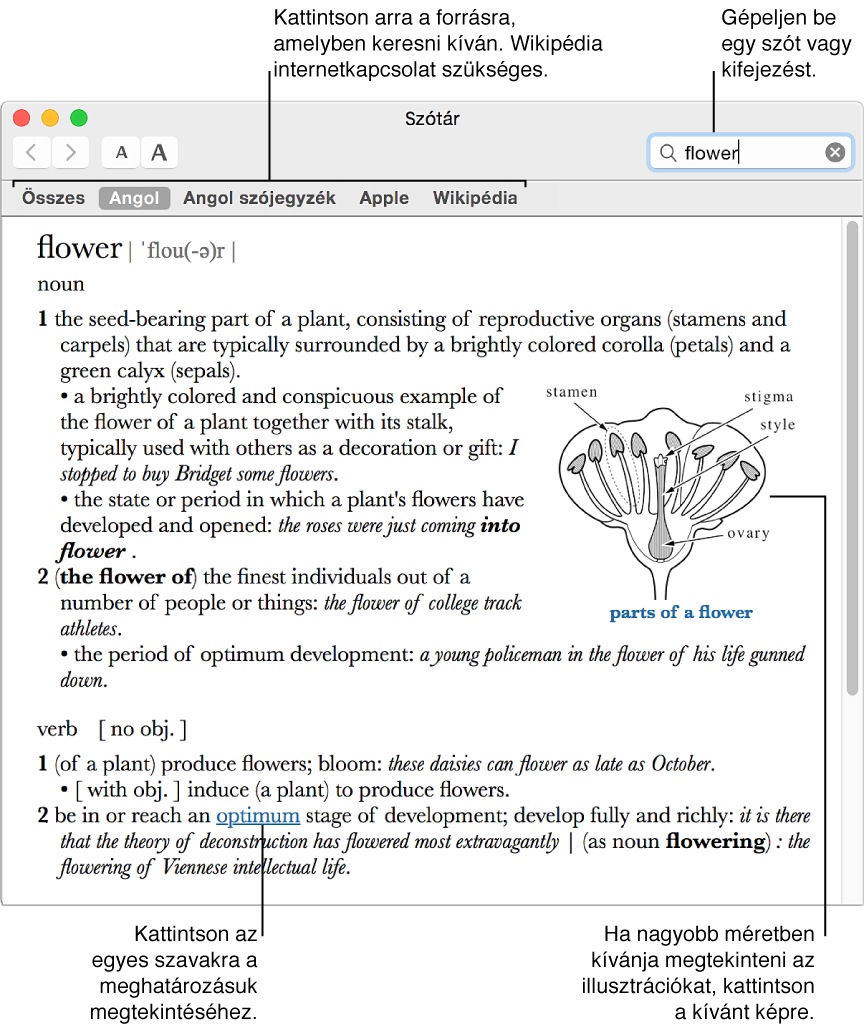 Kattintson arra a forrásra,
amelyben keresni kíván. Wikipédia
internetkapcsolat szükséges.
Gépeljen be
egy szót vagy
kifejezést.
Szótár
A A
flower
Összes Angol Angol szójegyzék Apple Wikipédia
flower | ˈflou(-ə)r |
noun
1 the seed-bearing part of a plant, consisting of reproductive organs (stamens and
carpels) that are typically surrounded by a brightly colored corolla (petals) and a
green calyx (sepals).
• a brightly colored and conspicuous example of
the flower of a plant together with its stalk,
typically used with others as a decoration or gift: I
stopped to buy Bridget some flowers.
• the state or period in which a plant's flowers have
developed and opened: the roses were just coming into
flower .
2 (the flower of) the finest individuals out of a
number of people or things: the flower of college track
athletes.
stamen
stigma
style
ovary
parts of a flower
• the period of optimum development: a young policeman in the flower of his life gunned
down.
verb [ no obj. ]
1 (of a plant) produce flowers; bloom: these daisies can flower as late as October.
• [ with obj. ] induce (a plant) to produce flowers.
2 be in or reach an optimum stage of development; develop fully and richly: it is there
that the theory of deconstruction has flowered most extravagantly | (as noun flowering) : the
flowering of Viennese intellectual life.
Kattintson az
egyes szavakra a
meghatározásuk
megtekintéséhez.
Ha nagyobb méretben
kívánja megtekinteni az
illusztrációkat, kattintson
a kívánt képre.